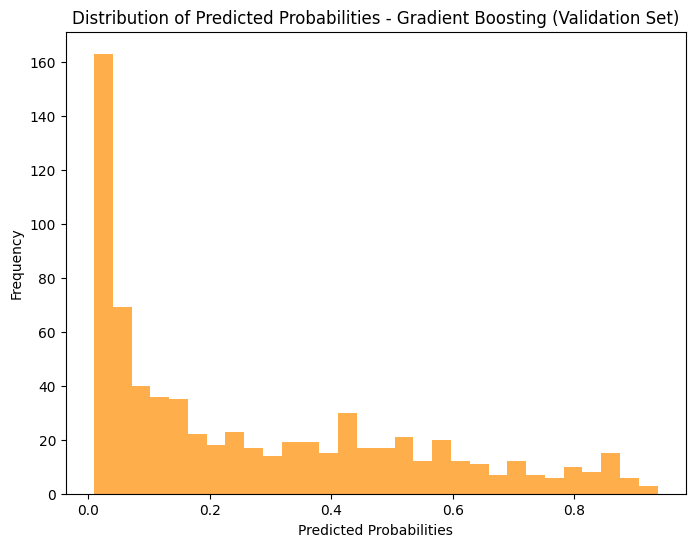 Distribution of Predicted Probabilities - Gradient Boosting (Validation Set)
160
140
120
100
80
60
40
20
0
Frequency
0.0 0.2 0.4 0.6 0.8
Predicted Probabilities